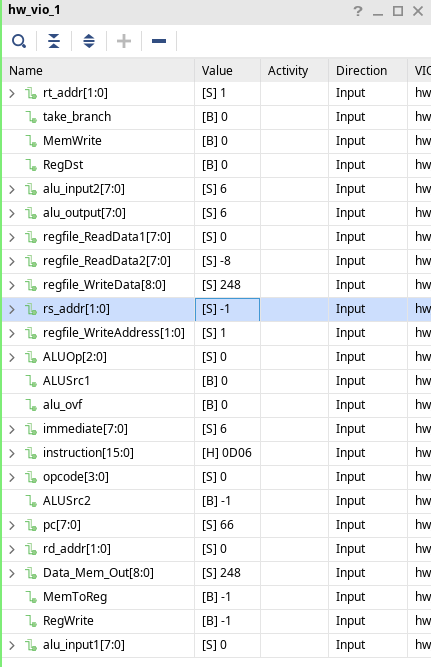 hw_vio_1
Name Value Activity Direction VIO
rt_addr[1:0] [S] 1 Input hw
take_branch [B] 0 Input hw
MemWrite [B] 0 Input hw
RegDst [B] 0 Input hw
alu_input2[7:0] [S] 6 Input hw
alu_output[7:0] [S] 6 Input hw
regfile_ReadData1[7:0] [S] 0 Input hw
regfile_ReadData2[7:0] [S] -8 Input hw
regfile_WriteData[8:0] [S] 248 Input hw
rs_addr[1:0] [S] -1 Input hw
regfile_WriteAddress[1:0] [S] 1 Input hw
ALUOp[2:0] [S] 0 Input hw
ALUSrc1 [B] 0 Input hw
alu_ovf [B] 0 Input hw
immediate[7:0] [S] 6 Input hw
instruction[15:0] [H] 0D06 Input hw
opcode[3:0] [S] 0 Input hw
ALUSrc2 [B] -1 Input hw
pc[7:0] [S] 66 Input hw
rd_addr[1:0] [S] 0 Input hw
Data_Mem_Out[8:0] [S] 248 Input hw
MemToReg [B] -1 Input hw
RegWrite [B] -1 Input hw
alu_input1[7:0] [S] 0 Input hw